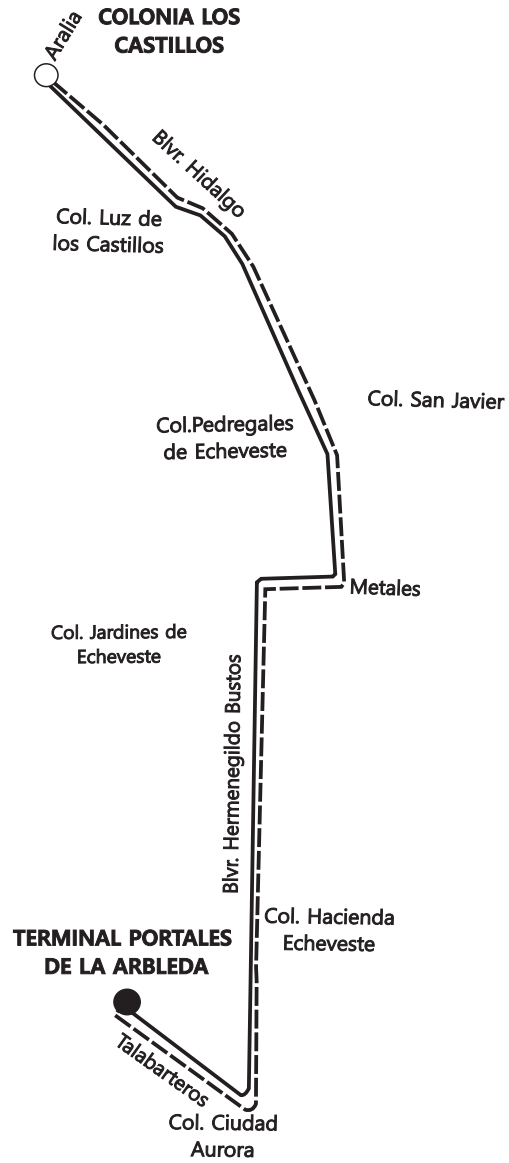 COLONIA LOS
CASTILLOS
Aralia
Blvr. Hidalgo
Col. Luz de
los Castillos
Col. San Javier
Col.Pedregales
de Echeveste
Metales
Col. Jardines de
Echeveste
Blvr. Hermenegildo Bustos
Col. Hacienda
Echeveste
TERMINAL PORTALES
DE LA ARBLEDA
Talabarteros
Col. Ciudad
Aurora